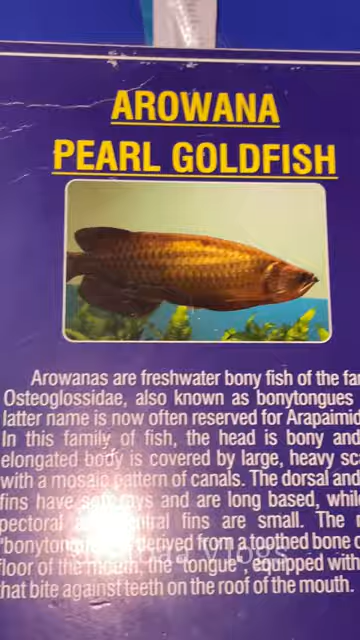 AROWANA
PEARL GOLDFISH
Arowanas are freshwater bony fish of the
Osteoglossidae, also known as bonytongues
latter name is now often reserved for Arapaimid
In this family of fish, the head is bony and
elongated body is covered by large, heavy
with a mosaic pattern of canals. The dorsal and
fins have soft rays and are long based, while
pectoral fins are small. The
derived from a toothed bone
floor of the mouth, the "tongue", equipped with
that bite against teeth on the roof of the mouth.
Vlogs